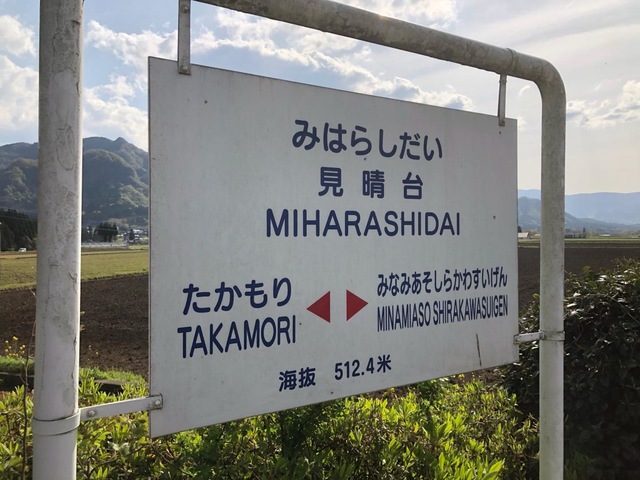 みはらしだい
見晴台
MIHARASHIDAI
たかもり
TAKAMORI
みなみあそしらかわすいげん
MINAMIASO SHIRAKAWASUIGEN
海抜 512.4米